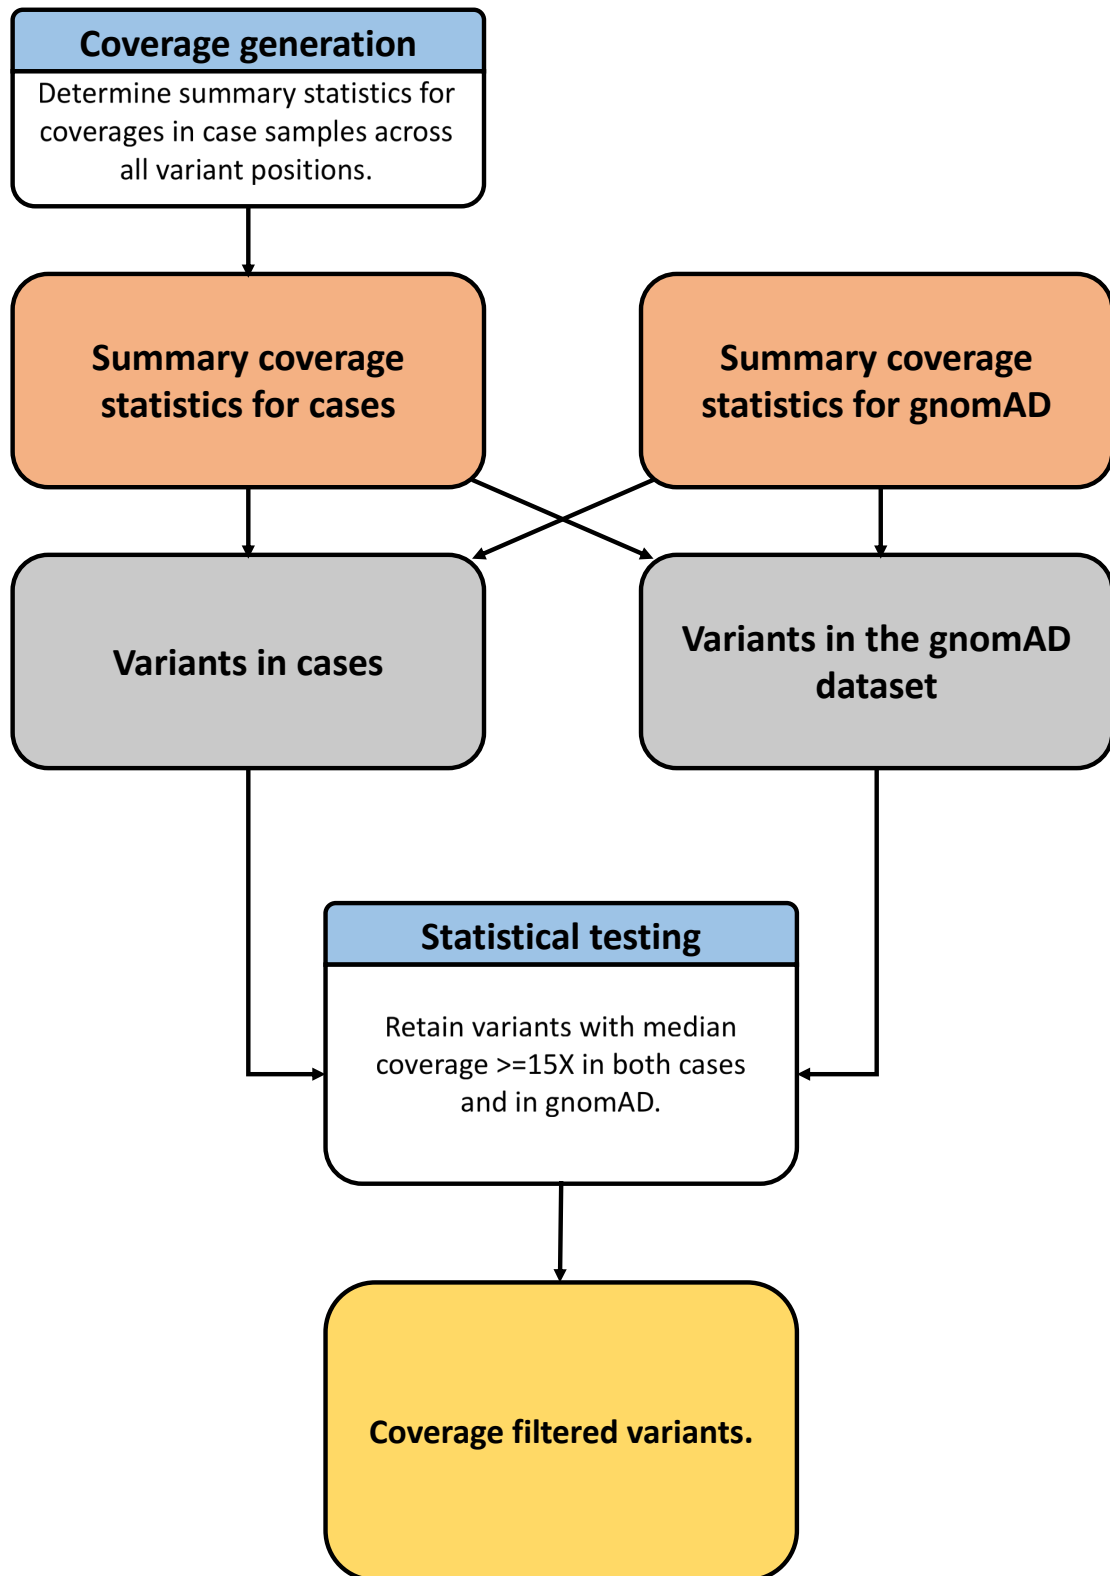 Coverage generation
Determine summary statistics for
coverages in case samples across
all variant positions.
Summary coverage
statistics for cases
Summary coverage
statistics for gnomAD
Variants in cases
Variants in the gnomAD
dataset
Statistical testing
Retain variants with median
coverage >=15X in both cases
and in gnomAD.
Coverage filtered variants.